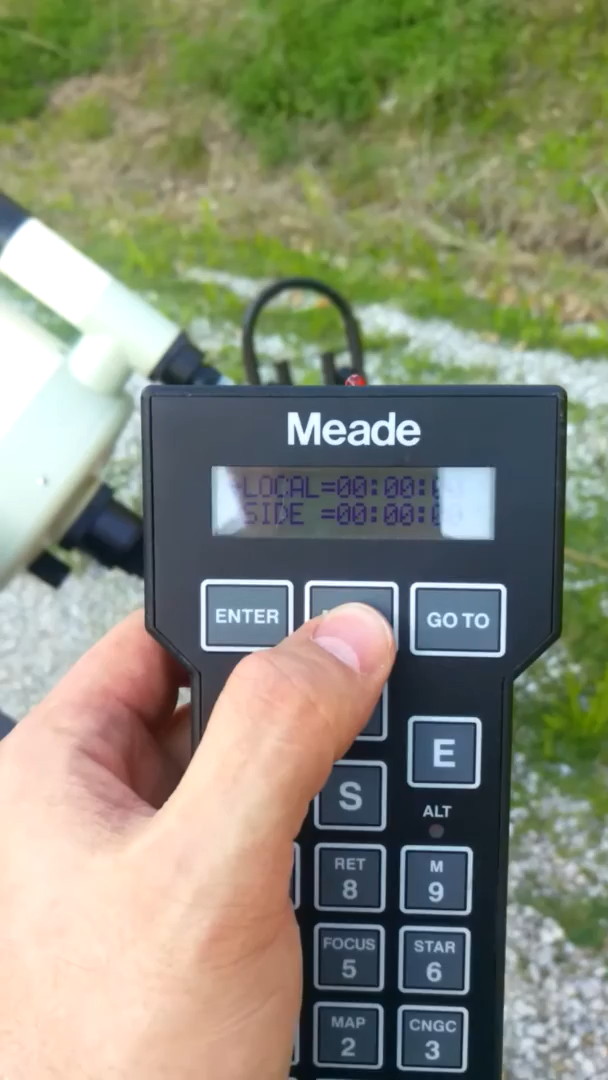 Meade
LOCAL=00:00:
SIDE =00:00:
ENTER
GO TO
E
S
ALT
RET
8
M
9
FOCUS
5
STAR
6
MAP
2
CNGC
3